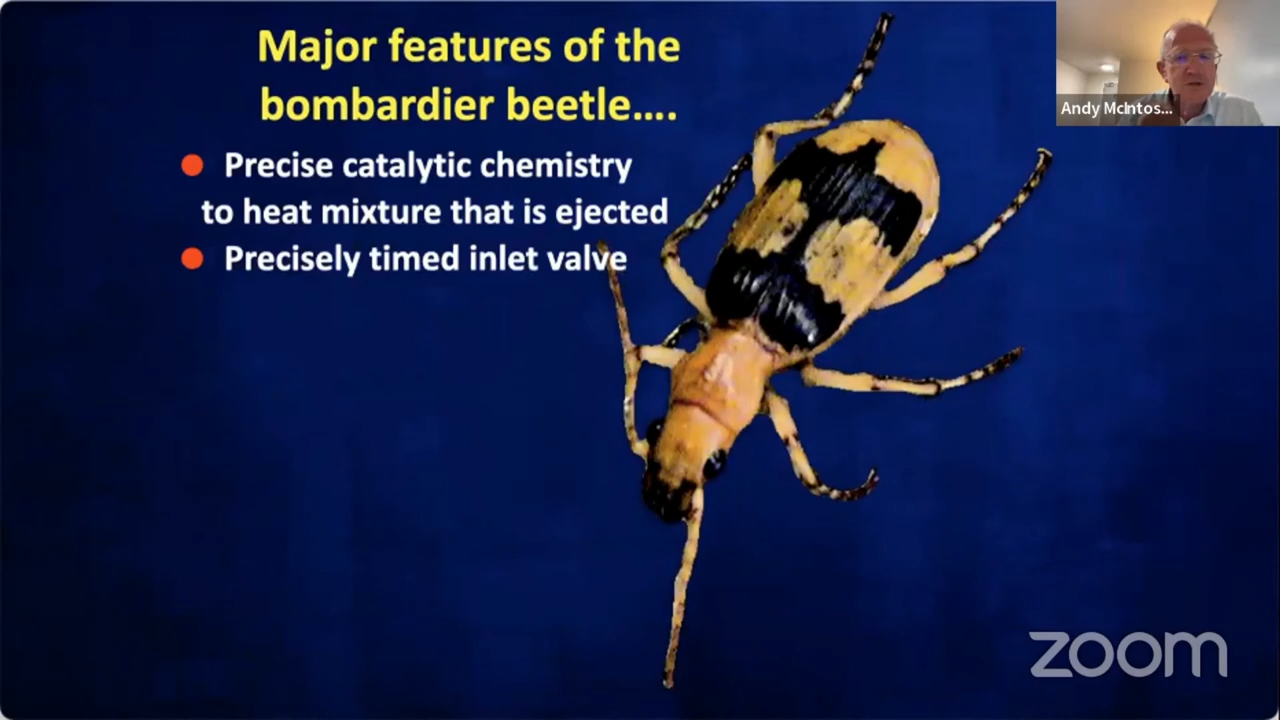 Major features of the
bombardier beetle....
Precise catalytic chemistry
to heat mixture that is ejected
Precisely timed inlet valve
Andy McIntos...
zoom